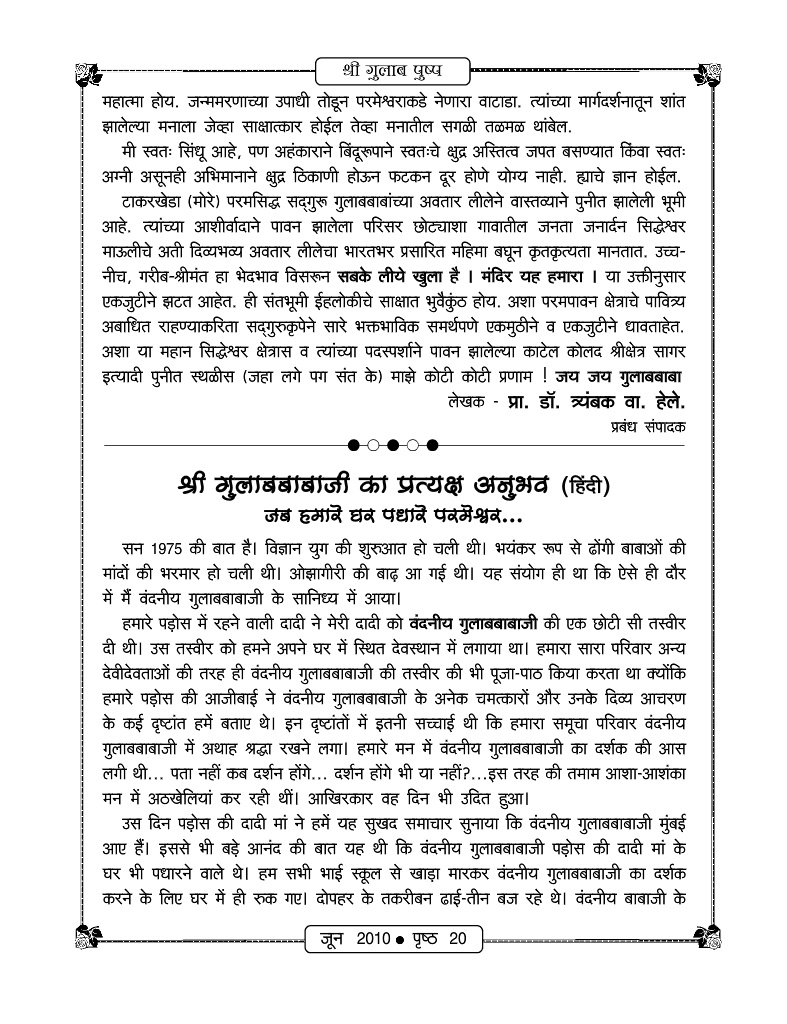 श्री गुलाब पुष्प
महात्मा होय. जन्ममरणाच्या उपाधी तोडून परमेश्वराकडे नेणारा वाटाडा. त्यांच्या मार्गदर्शनातून शांत
झालेल्या मनाला जेव्हा साक्षात्कार होईल तेव्हा मनातील सगळी तळमळ थांबेल.
मी स्वतः सिंधू आहे, पण अहंकाराने बिंदूरूपाने स्वतःचे क्षुद्र अस्तित्व जपत बसण्यात किंवा स्वतः
अग्नी असूनही अभिमानाने क्षुद्र ठिकाणी होऊन फटकन दूर होणे योग्य नाही. ह्याचे ज्ञान होईल.
टाकरखेडा (मोरे) परमसिद्ध सद्‌गुरू गुलाबबाबांच्या अवतार लीलेने वास्तव्याने पुनीत झालेली भूमी
आहे. त्यांच्या आशीर्वादाने पावन झालेला परिसर छोट्याशा गावातील जनता जनार्दन सिद्धेश्वर
माऊलीचे अती दिव्यभव्य अवतार लीलेचा भारतभर प्रसारित महिमा बघून कृतकृत्यता मानतात. उच्च-
नीच, गरीब-श्रीमंत हा भेदभाव विसरून सबके लीये खुला है । मंदिर यह हमारा । या उक्तीनुसार
एकजुटीने झटत आहेत. ही संतभूमी ईहलोकीचे साक्षात भुवैकुंठ होय. अशा परमपावन क्षेत्राचे पावित्र्य
अबाधित राहण्याकरिता सद्‌गुरुकृपेने सारे भक्तभाविक समर्थपणे एकमुठीने व एकजुटीने धावताहेत.
अशा या महान सिद्धेश्वर क्षेत्रास व त्यांच्या पदस्पर्शाने पावन झालेल्या काटेल कोलद श्रीक्षेत्र सागर
इत्यादी पुनीत स्थळीस (जहा लगे पग संत के) माझे कोटी कोटी प्रणाम ! जय जय गुलाबबाबा
लेखक - प्रा. डॉ. त्र्यंबक वा. हेले.
प्रबंध संपादक
श्री गुलाबबाबाजी का प्रत्यक्ष अनुभव (हिंदी)
जब हमारे घर पधारे परमेश्वर...
सन 1975 की बात है। विज्ञान युग की शुरुआत हो चली थी। भयंकर रूप से ढोंगी बाबाओं की
मांदों की भरमार हो चली थी। ओझागीरी की बाढ़ आ गई थी। यह संयोग ही था कि ऐसे ही दौर
में मैं वंदनीय गुलाबबाबाजी के सानिध्य में आया।
हमारे पड़ोस में रहने वाली दादी ने मेरी दादी को वंदनीय गुलाबबाबाजी की एक छोटी सी तस्वीर
दी थी। उस तस्वीर को हमने अपने घर में स्थित देवस्थान में लगाया था। हमारा सारा परिवार अन्य
देवीदेवताओं की तरह ही वंदनीय गुलाबबाबाजी की तस्वीर की भी पूजा-पाठ किया करता था क्योंकि
हमारे पड़ोस की आजीबाई ने वंदनीय गुलाबबाबाजी के अनेक चमत्कारों और उनके दिव्य आचरण
के कई दृष्टांत हमें बताए थे। इन दृष्टांतों में इतनी सच्चाई थी कि हमारा समूचा परिवार वंदनीय
गुलाबबाबाजी में अथाह श्रद्धा रखने लगा। हमारे मन में वंदनीय गुलाबबाबाजी का दर्शक की आस
लगी थी... पता नहीं कब दर्शन होंगे... दर्शन होंगे भी या नहीं?...इस तरह की तमाम आशा-आशंका
मन में अठखेलियां कर रही थीं। आखिरकार वह दिन भी उदित हुआ।
उस दिन पड़ोस की दादी मां ने हमें यह सुखद समाचार सुनाया कि वंदनीय गुलाबबाबाजी मुंबई
आए हैं। इससे भी बड़े आनंद की बात यह थी कि वंदनीय गुलाबबाबाजी पड़ोस की दादी मां के
घर भी पधारने वाले थे। हम सभी भाई स्कूल से खाड़ा मारकर वंदनीय गुलाबबाबाजी का दर्शक
करने के लिए घर में ही रुक गए। दोपहर के तकरीबन ढाई-तीन बज रहे थे। वंदनीय बाबाजी के
जून 2010 ● पृष्ठ 20